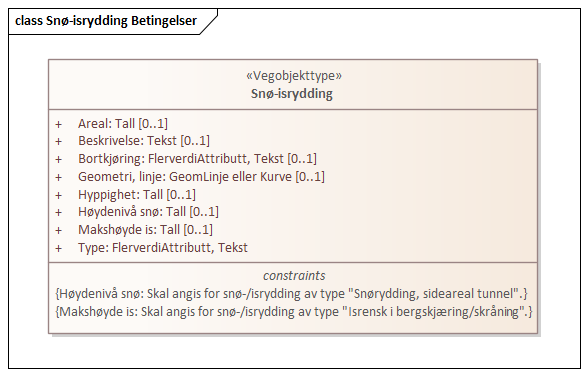 class Snø-isrydding Betingelser
«Vegobjekttype»
Snø-isrydding
+ Areal: Tall [0..1]
+ Beskrivelse: Tekst [0..1]
+ Bortkjøring: FlerverdiAttributt, Tekst [0..1]
+ Geometri, linje: GeomLinje eller Kurve [0..1]
+ Hyppighet: Tall [0..1]
+ Høydenivå snø: Tall [0..1]
+ Makshøyde is: Tall [0..1]
+ Type: FlerverdiAttributt, Tekst
constraints
{Høydenivå snø: Skal angis for snø-/isrydding av type "Snørydding, sideareal tunnel".}
{Makshøyde is: Skal angis for snø-/isrydding av type "Isrensk i bergskjæring/skråning".}